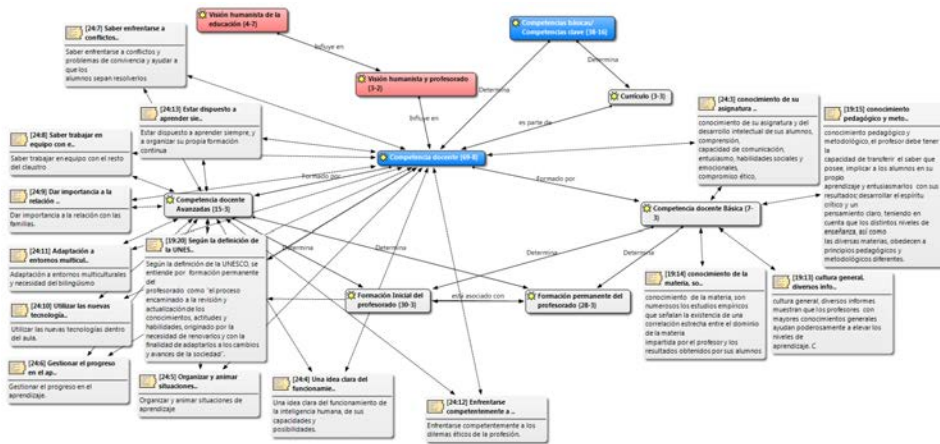 Visión humanista de la
educación (4-7)
Competencias básicas/
Competencias clave (38-16)
[24:7] Saber enfrentarse a
conflictos..
Saber enfrentarse a conflictos y
problemas de convivencia y ayudar a
que los
alumnos sepan resolverlos
Influye en
Determina
Visión humanista y profesorado
(3-2)
Determina
Currículo (3-3)
[24:3] conocimiento de su
asignatura ..
conocimiento de su asignatura y del
desarrollo intelectual de sus alumnos,
comprensión,
capacidad de comunicación,
entusiasmo, habilidades sociales y
emocionales,
compromiso ético,
[19:15] conocimiento
pedagógico y meto..
conocimiento pedagógico y
metodológico, el profesor debe tener
la
capacidad de transferir el saber que
posee, implicar a los alumnos en su
propio
aprendizaje y entusiasmarlos con sus
resultados; desarrollar el espíritu
crítico y un
pensamiento claro, teniendo en
cuenta que los distintos niveles de
enseñanza, así como
las diversas materias, obedecen a
principios pedagógicos y
metodológicos diferentes.
[24:13] Estar dispuesto a
aprender sie..
Estar dispuesto a aprender siempre, y
a organizar su propia formación
continua
Influye en
es parte de
[24:8] Saber trabajar en
equipo con e..
Saber trabajar en equipo con el resto
del claustro
Competencia docente (69-8)
Formado por
Formado por
[24:9] Dar importancia a la
relación ..
Dar importancia a la relación con las
familias.
Competencia docente
Avanzadas (15-3)
Competencia docente Básica (7-
3)
[24:11] Adaptación a
entornos multicul..
Adaptación a entornos multiculturales
y necesidad del bilingüismo
[19:20] Según la definición de
la UNES..
Según la definición de la UNESCO, se
entiende por formación permanente
del
profesorado como "el proceso
encaminado a la revisión y
actualización de los
conocimientos, actitudes y
habilidades, originado por la
necesidad de renovarlos y con la
finalidad de adaptarlos a los cambios
y avances de la sociedad".
Determina
Determina
Determina
Determina
[24:10] Utilizar las nuevas
tecnología..
Utilizar las nuevas tecnologías dentro
del aula.
Formación Inicial del
profesorado (30-3)
está asociado con
Formación permanente del
profesorado (28-3)
[19:14] conocimiento de la
materia, so..
conocimiento de la materia, son
numerosos los estudios empíricos
que señalan la existencia de una
correlación estrecha entre el dominio
de la materia
impartida por el profesor y los
resultados obtenidos por sus alumnos
[19:13] cultura general,
diversos info..
cultura general, diversos informes
muestran que los profesores con
mayores conocimientos generales
ayudan poderosamente a elevar los
niveles de
aprendizaje. C
[24:6] Gestionar el progreso
en el ap..
Gestionar el progreso en el
aprendizaje.
[24:5] Organizar y animar
situaciones..
Organizar y animar situaciones de
aprendizaje
[24:4] Una idea clara del
funcionamie..
Una idea clara del funcionamiento de
la inteligencia humana, de sus
capacidades y
posibilidades.
[24:12] Enfrentarse
competentemente a ..
Enfrentarse competentemente a los
dilemas éticos de la profesión.